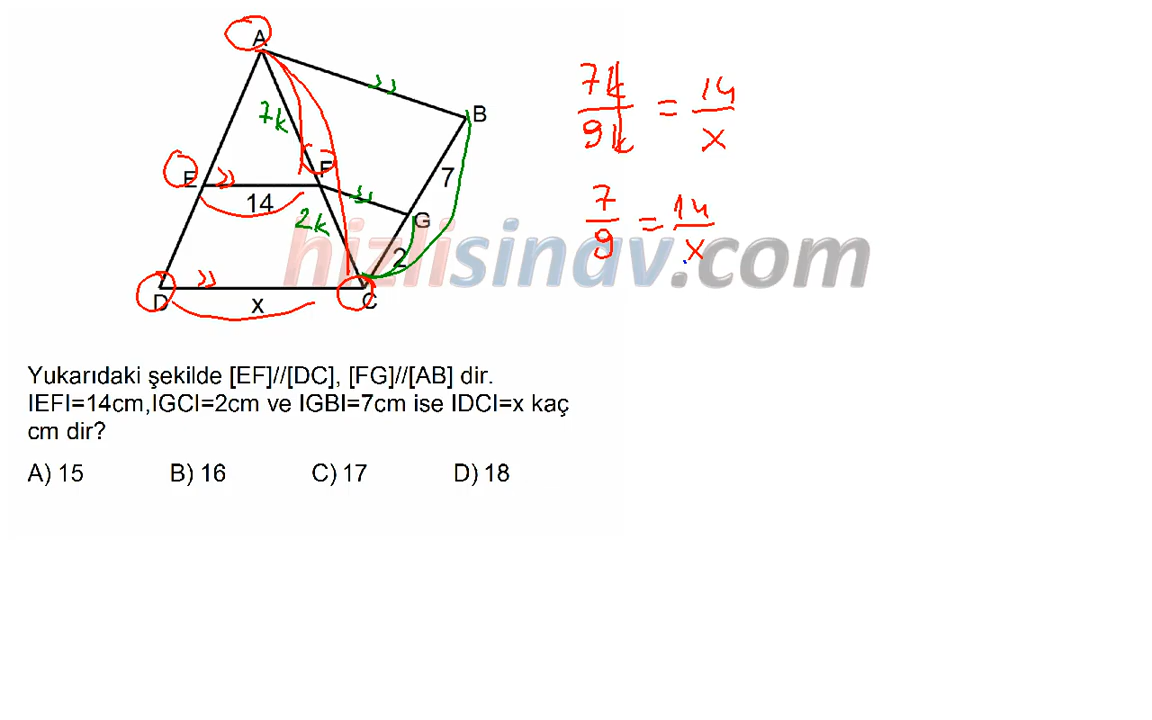 A
B
7k
7
E
F
14
G
2k
2
D
x
C
7k/9k = 14/x
7/9 = 14/x
hizlisinav.com
Yukarıdaki şekilde [EF]//[DC], [FG]//[AB] dir.
IEFI=14cm,IGCI=2cm ve IGBI=7cm ise IDCI=x kaç
cm dir?
A) 15 B) 16 C) 17 D) 18